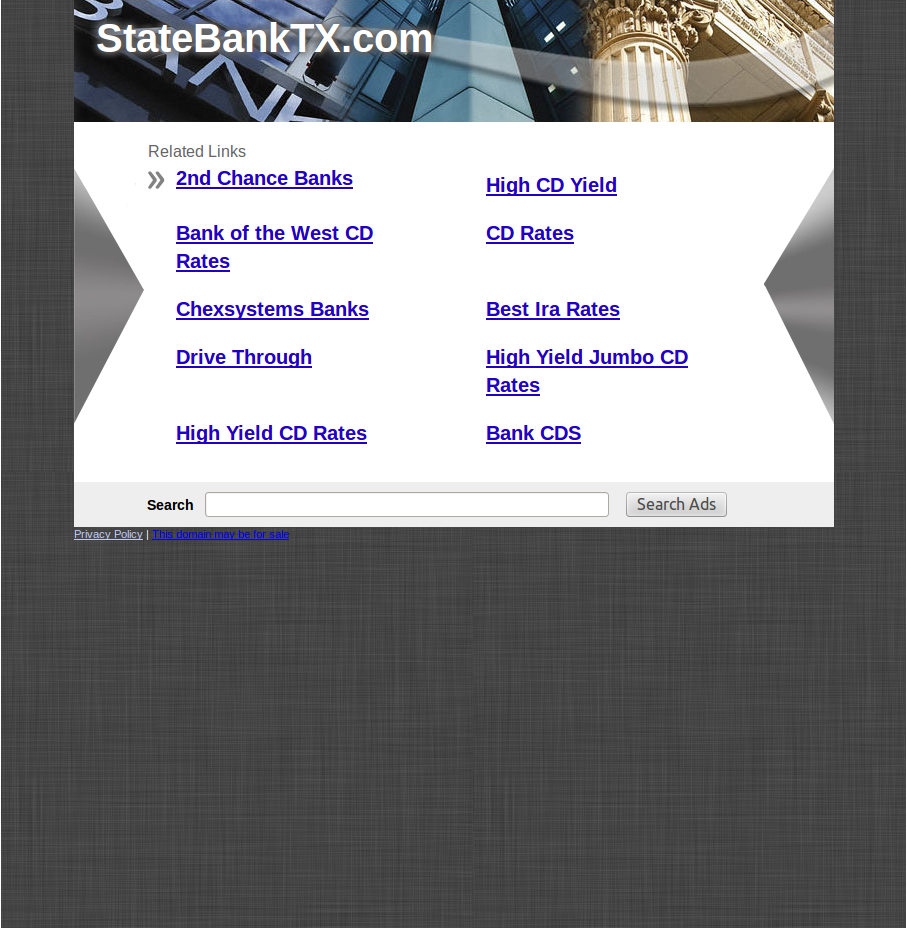 StateBankTX.com
Related Links
2nd Chance Banks
High CD Yield
Bank of the West CD
Rates
CD Rates
Chexsystems Banks
Best Ira Rates
Drive Through
High Yield Jumbo CD
Rates
High Yield CD Rates
Bank CDS
Search Search Ads
Privacy Policy | This domain may be for sale